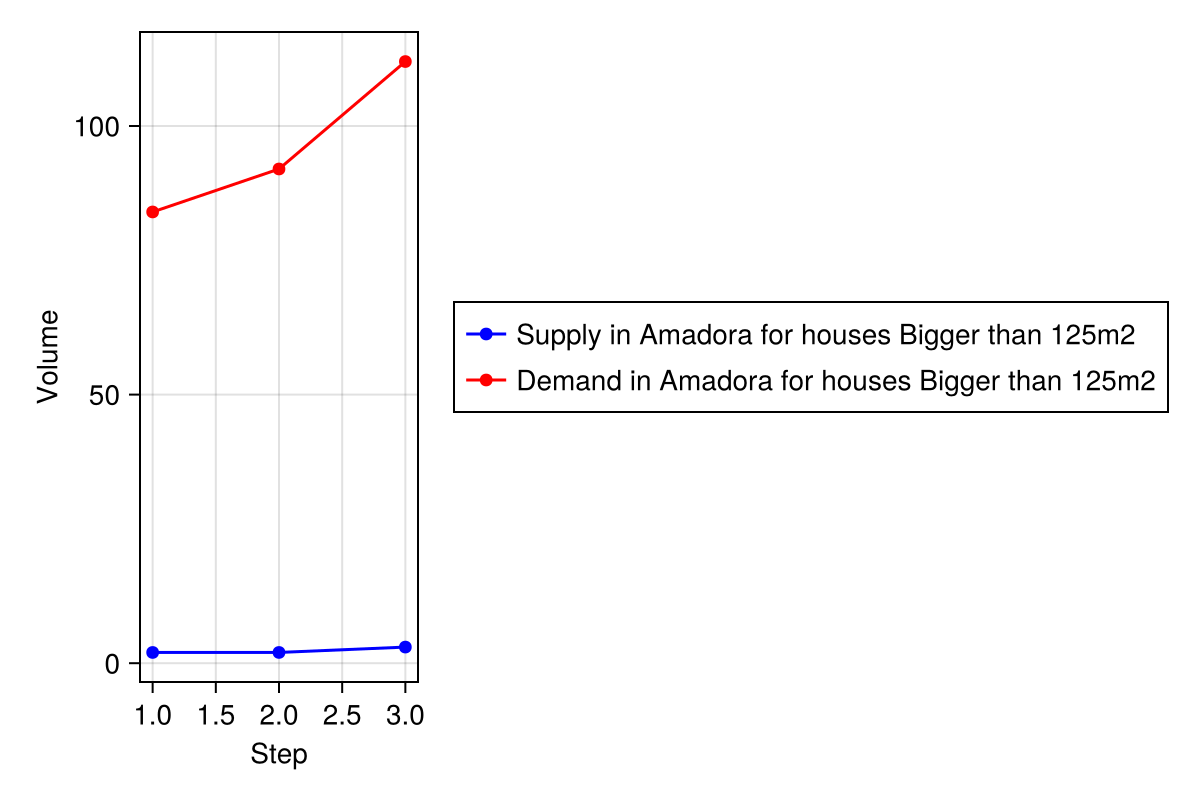 Volume
100
50
0
1.0 1.5 2.0 2.5 3.0
Step
Supply in Amadora for houses Bigger than 125m2
Demand in Amadora for houses Bigger than 125m2